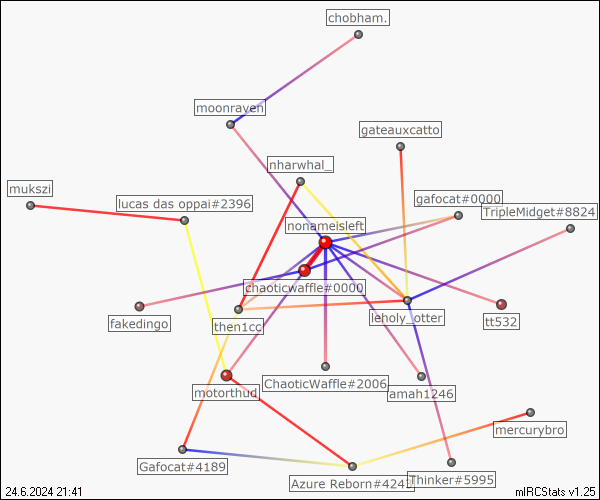 chobham.
moonraven
gateauxcatto
nharwhal_
mukszi
lucas das oppai#2396
gafocat#0000
TripleMidget#8824
nonameisleft
chaoticwaffle#0000
fakedingo
then1cc
leholy_otter
tt532
ChaoticWaffle#2006
motorthud
amah1246
mercurybro
Gafocat#4189
Azure Reborn#4243
Thinker#5995
24.6.2024 21:41
mIRCStats v1.25